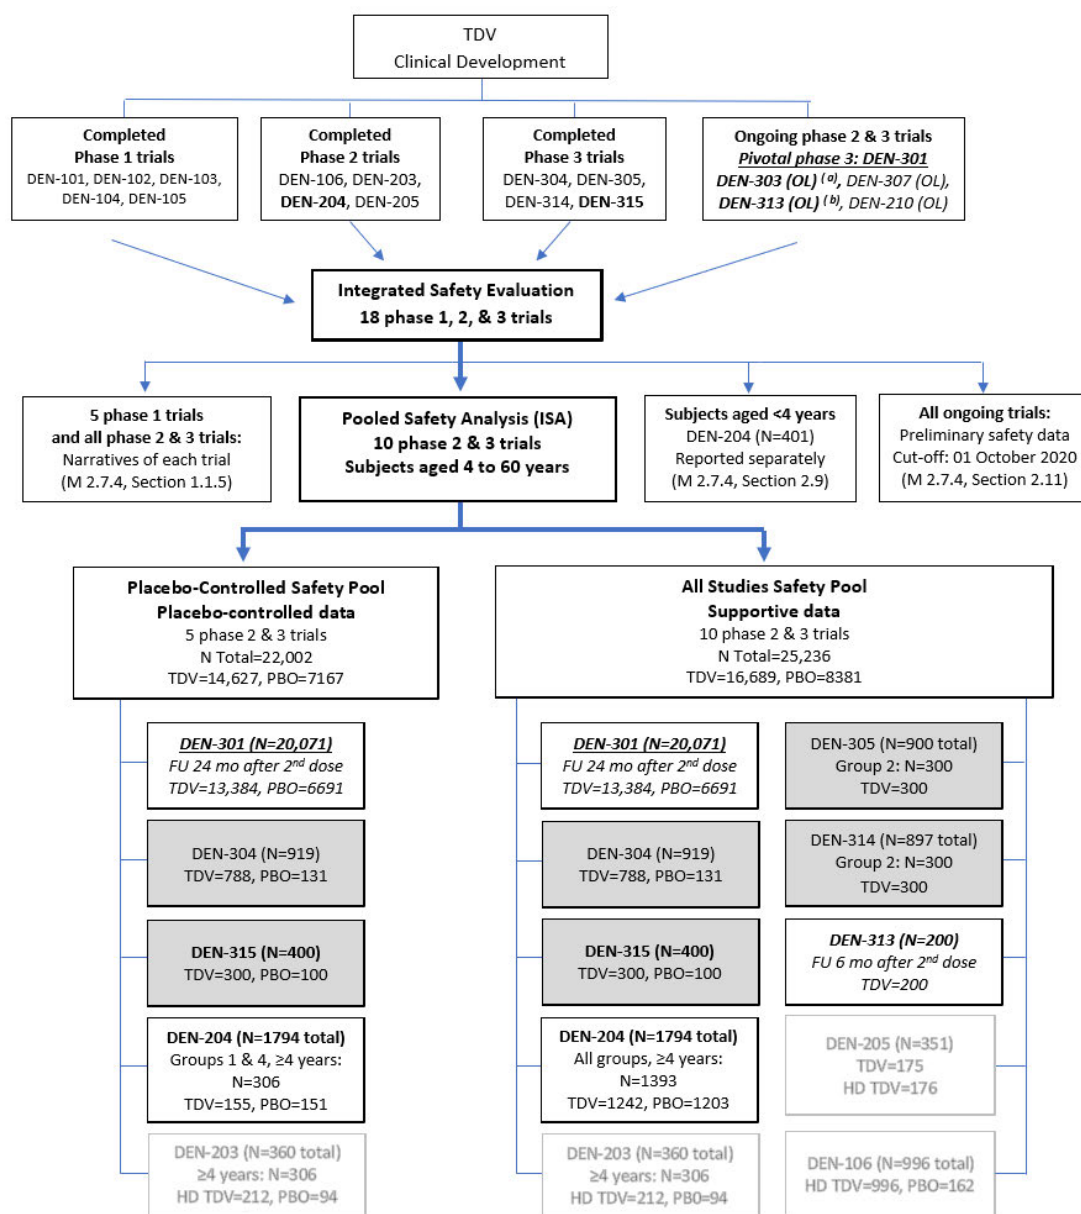 TDV
Clinical Development
Completed
Phase 1 trials
DEN-101, DEN-102, DEN-103,
DEN-104, DEN-105
Completed
Phase 2 trials
DEN-106, DEN-203,
DEN-204, DEN-205
Completed
Phase 3 trials
DEN-304, DEN-305,
DEN-314, DEN-315
Ongoing phase 2 & 3 trials
Pivotal phase 3: DEN-301
DEN-303 (OL) (a), DEN-307 (OL),
DEN-313 (OL) (b), DEN-210 (OL)
Integrated Safety Evaluation
18 phase 1, 2, & 3 trials
5 phase 1 trials
and all phase 2 & 3 trials:
Narratives of each trial
(M 2.7.4, Section 1.1.5)
Pooled Safety Analysis (ISA)
10 phase 2 & 3 trials
Subjects aged 4 to 60 years
Subjects aged <4 years
DEN-204 (N=401)
Reported separately
(M 2.7.4, Section 2.9)
All ongoing trials:
Preliminary safety data
Cut-off: 01 October 2020
(M 2.7.4, Section 2.11)
Placebo-Controlled Safety Pool
Placebo-controlled data
5 phase 2 & 3 trials
N Total=22,002
TDV=14,627, PBO=7167
All Studies Safety Pool
Supportive data
10 phase 2 & 3 trials
N Total=25,236
TDV=16,689, PBO=8381
DEN-301 (N=20,071)
FU 24 mo after 2nd dose
TDV=13,384, PBO=6691
DEN-304 (N=919)
TDV=788, PBO=131
DEN-315 (N=400)
TDV=300, PBO=100
DEN-204 (N=1794 total)
Groups 1 & 4, ≥4 years:
N=306
TDV=155, PBO=151
DEN-203 (N=360 total)
≥4 years: N=306
HD TDV=212, PBO=94
DEN-301 (N=20,071)
FU 24 mo after 2nd dose
TDV=13,384, PBO=6691
DEN-304 (N=919)
TDV=788, PBO=131
DEN-315 (N=400)
TDV=300, PBO=100
DEN-204 (N=1794 total)
All groups, ≥4 years:
N=1393
TDV=1242, PBO=1203
DEN-203 (N=360 total)
≥4 years: N=306
HD TDV=212, PB0=94
DEN-305 (N=900 total)
Group 2: N=300
TDV=300
DEN-314 (N=897 total)
Group 2: N=300
TDV=300
DEN-313 (N=200)
FU 6 mo after 2nd dose
TDV=200
DEN-205 (N=351)
TDV=175
HD TDV=176
DEN-106 (N=996 total)
HD TDV=996, PBO=162